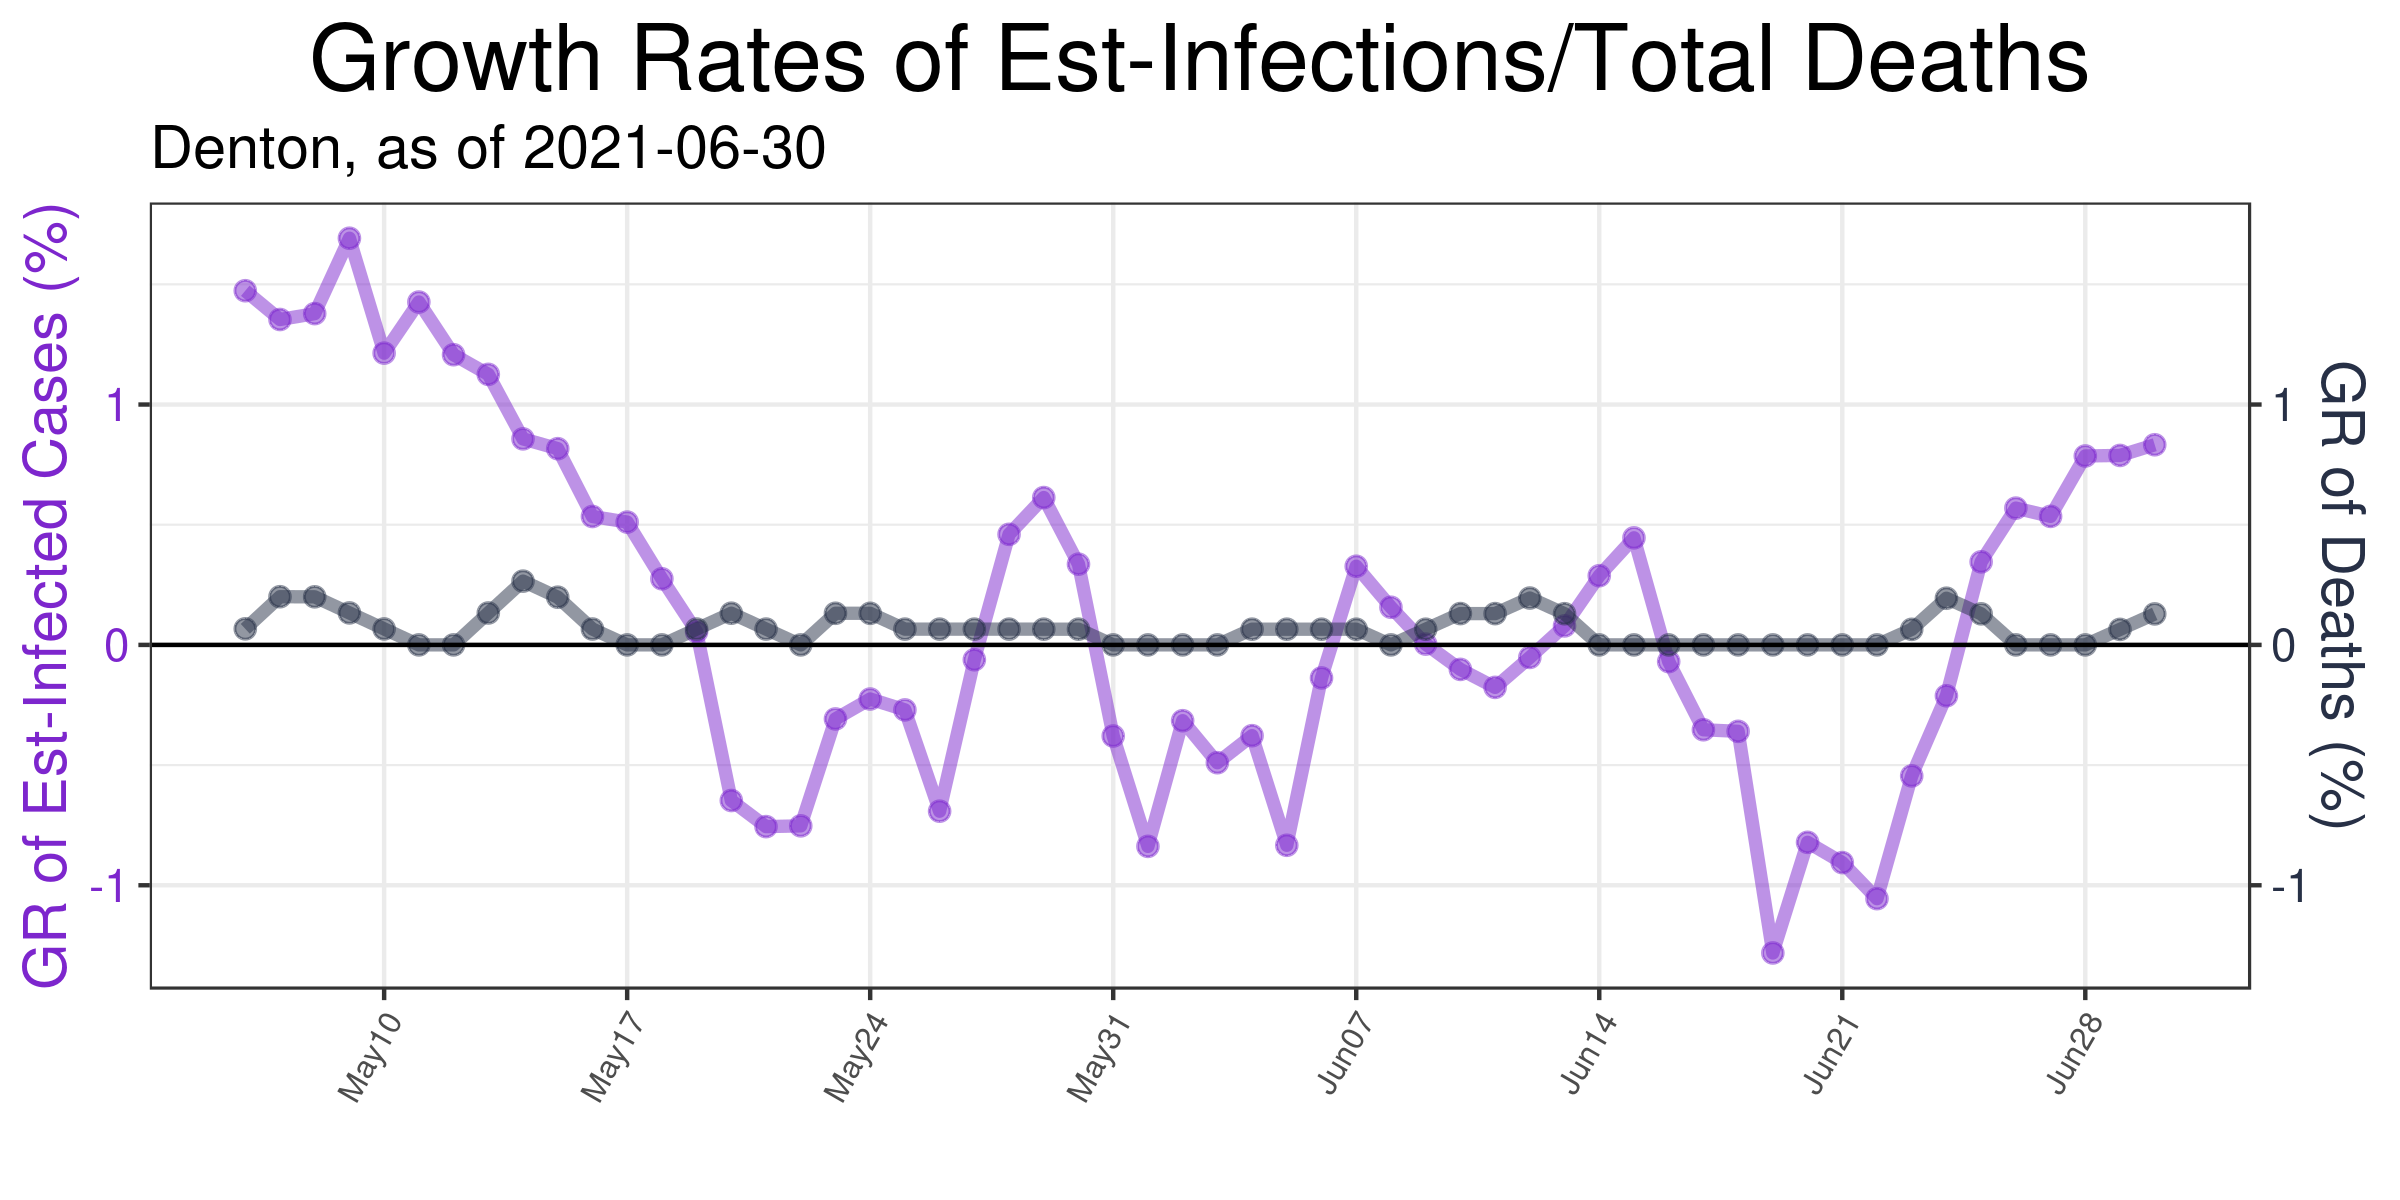 Growth Rates of Est-Infections/Total Deaths
Denton, as of 2021-06-30
GR of Est-Infected Cases (%)
1
0
-1
1
0
-1
GR of Deaths (%)
May10
May17
May24
May31
Jun07
Jun14
Jun21
Jun28